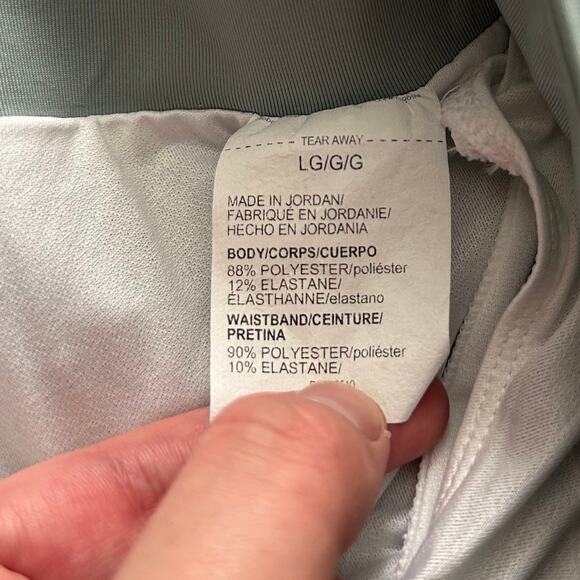 TEAR AWAY
LG/G/G
MADE IN JORDAN/
FABRIQUÉ EN JORDANIE/
HECHO EN JORDANIA
BODY/CORPS/CUERPO
88% POLYESTER/poliéster
12% ELASTANE/
ÉLASTHANNE/elastano
WAISTBAND/CEINTURE/
PRETINA
90% POLYESTER/poliéster
10% ELASTANE/